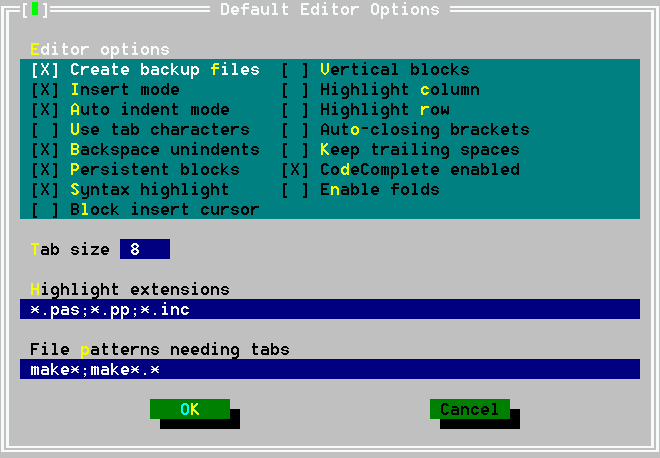 Default Editor Options
Editor options
[X] Create backup files [ ] Vertical blocks
[X] Insert mode [ ] Highlight column
[X] Auto indent mode [ ] Highlight row
[ ] Use tab characters [ ] Auto-closing brackets
[X] Backspace unindents [ ] Keep trailing spaces
[X] Persistent blocks [X] CodeComplete enabled
[X] Syntax highlight [ ] Enable folds
[ ] Block insert cursor
Tab size 8
Highlight extensions
*.pas;*.pp;*.inc
File patterns needing tabs
make*;make*.*
OK Cancel